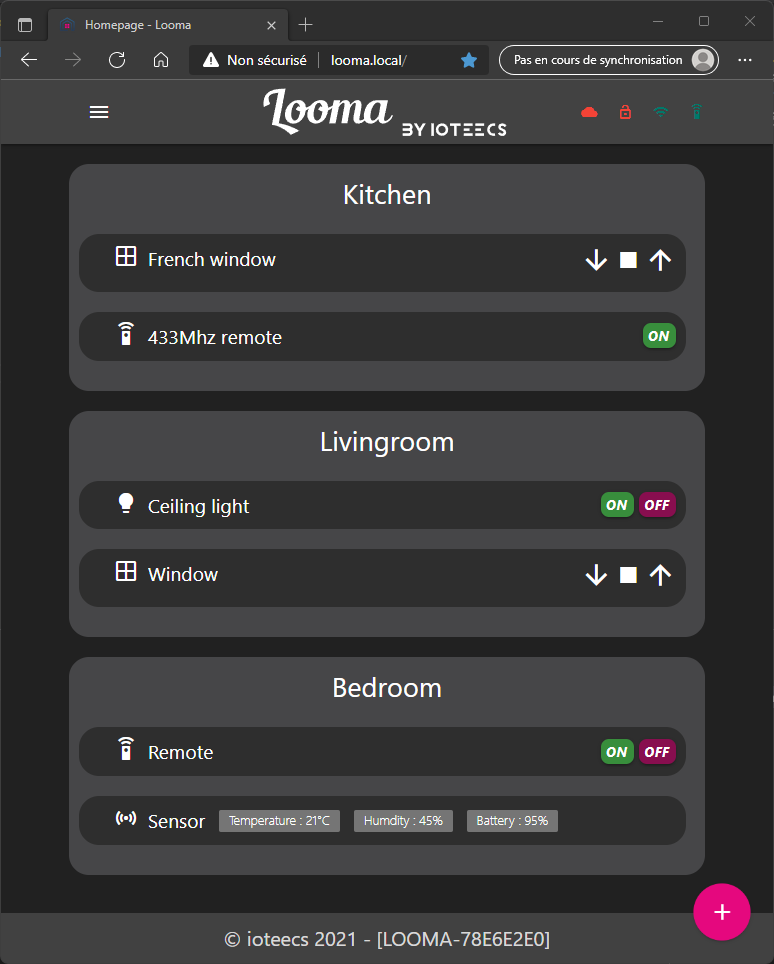 Homepage - Looma
Non sécurisé looma.local/ Pas en cours de synchronisation
Looma BY IOTEECS
Kitchen
French window
433Mhz remote ON
Livingroom
Ceiling light ON OFF
Window
Bedroom
Remote ON OFF
Sensor Temperature : 21°C Humdity : 45% Battery : 95%
© ioteecs 2021 - [LOOMA-78E6E2E0]